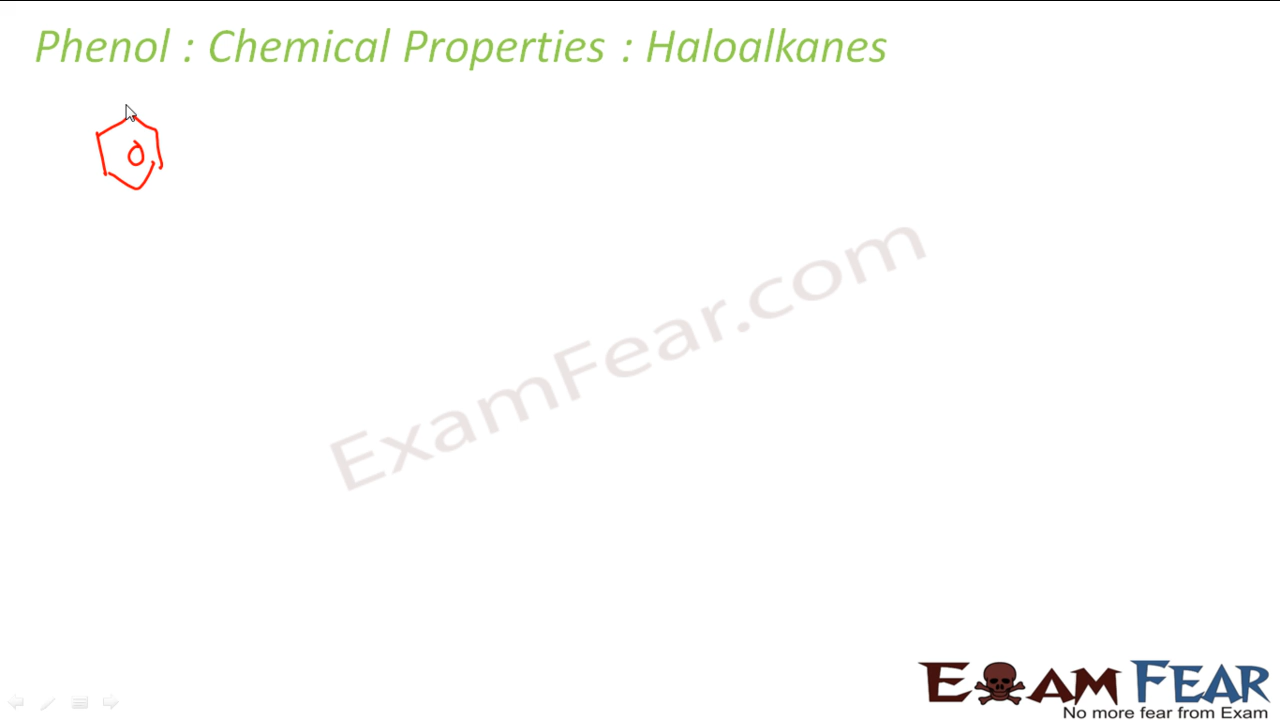 Phenol : Chemical Properties : Haloalkanes
ExamFear.com
EXAM FEAR
No more fear from Exam